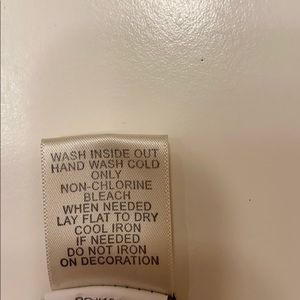 WASH INSIDE OUT
HAND WASH COLD
ONLY
NON-CHLORINE
BLEACH
WHEN NEEDED
LAY FLAT TO DRY
COOL IRON
IF NEEDED
DO NOT IRON
ON DECORATION